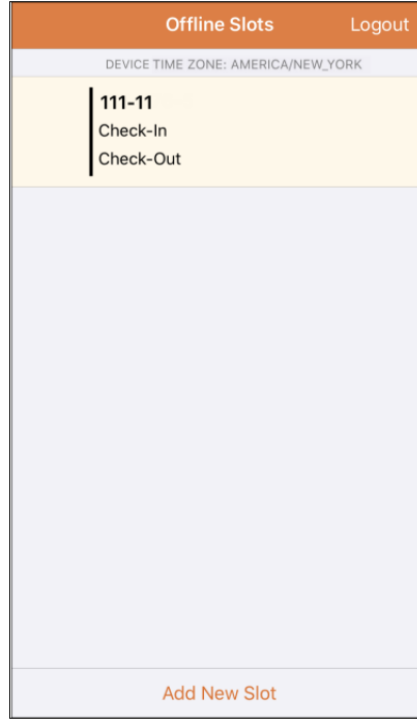 Offline Slots Logout
DEVICE TIME ZONE: AMERICA/NEW_YORK
111-11
Check-In
Check-Out
Add New Slot